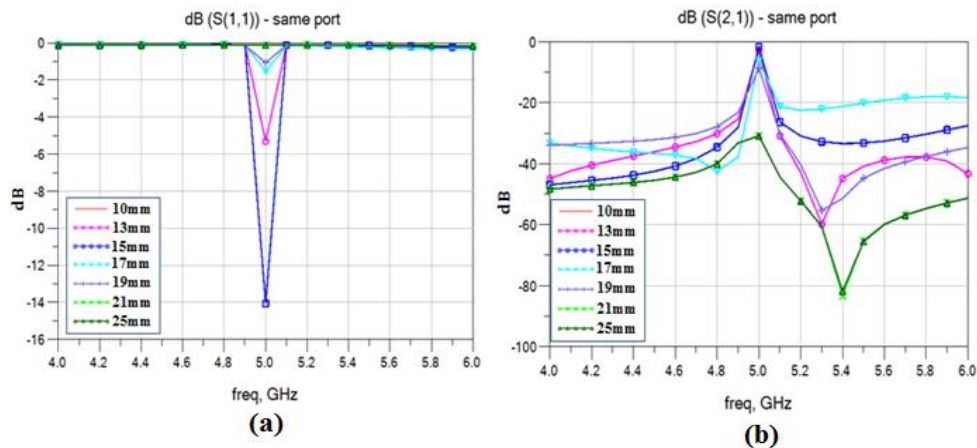 dB (S(1,1)) - same port
0
-2
-4
-6
-8
-10
-12
-14
-16
dB
10mm
13mm
15mm
17mm
19mm
21mm
25mm
4.0 4.2 4.4 4.6 4.8 5.0 5.2 5.4 5.6 5.8 6.0
freq, GHz
(a)
dB (S(2,1)) - same port
0
-20
-40
-60
-80
-100
dB
10mm
13mm
15mm
17mm
19mm
21mm
25mm
4.0 4.2 4.4 4.6 4.8 5.0 5.2 5.4 5.6 5.8 6.0
freq, GHz
(b)